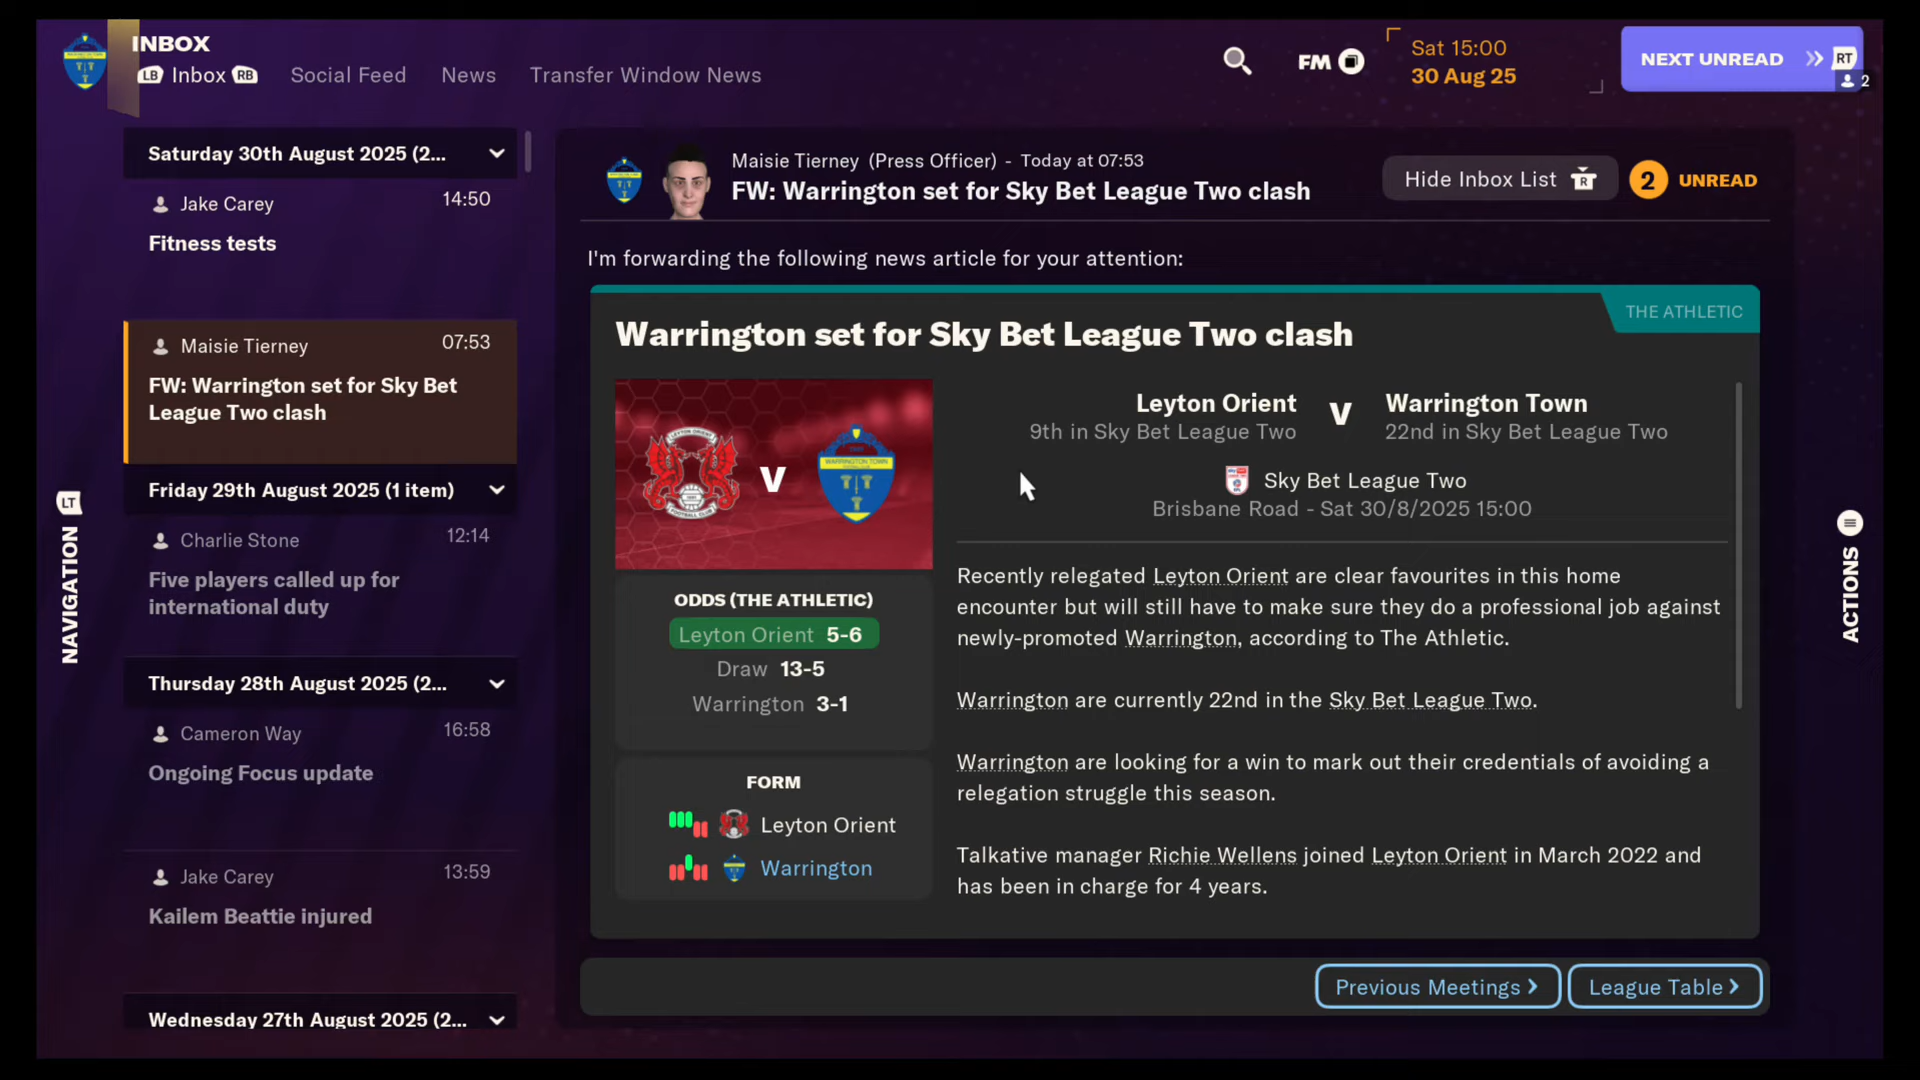 INBOX
LB Inbox RB
Social Feed
News
Transfer Window News
FM
Sat 15:00
30 Aug 25
NEXT UNREAD
RT
2
Saturday 30th August 2025 (2...
Jake Carey
14:50
Fitness tests
Maisie Tierney
07:53
FW: Warrington set for Sky Bet
League Two clash
Friday 29th August 2025 (1 item)
Charlie Stone
12:14
Five players called up for
international duty
Thursday 28th August 2025 (2...
Cameron Way
16:58
Ongoing Focus update
Jake Carey
13:59
Kailem Beattie injured
Wednesday 27th August 2025 (2...
LT
NAVIGATION
Maisie Tierney (Press Officer) - Today at 07:53
FW: Warrington set for Sky Bet League Two clash
Hide Inbox List R
2 UNREAD
I'm forwarding the following news article for your attention:
THE ATHLETIC
Warrington set for Sky Bet League Two clash
V
WARRINGTON TOWN
Leyton Orient V Warrington Town
9th in Sky Bet League Two
22nd in Sky Bet League Two
Sky Bet League Two
Brisbane Road - Sat 30/8/2025 15:00
ODDS (THE ATHLETIC)
Leyton Orient 5-6
Draw 13-5
Warrington 3-1
FORM
Leyton Orient
Warrington
Recently relegated Leyton Orient are clear favourites in this home
encounter but will still have to make sure they do a professional job against
newly-promoted Warrington, according to The Athletic.
Warrington are currently 22nd in the Sky Bet League Two.
Warrington are looking for a win to mark out their credentials of avoiding a
relegation struggle this season.
Talkative manager Richie Wellens joined Leyton Orient in March 2022 and
has been in charge for 4 years.
Previous Meetings
League Table
ACTIONS